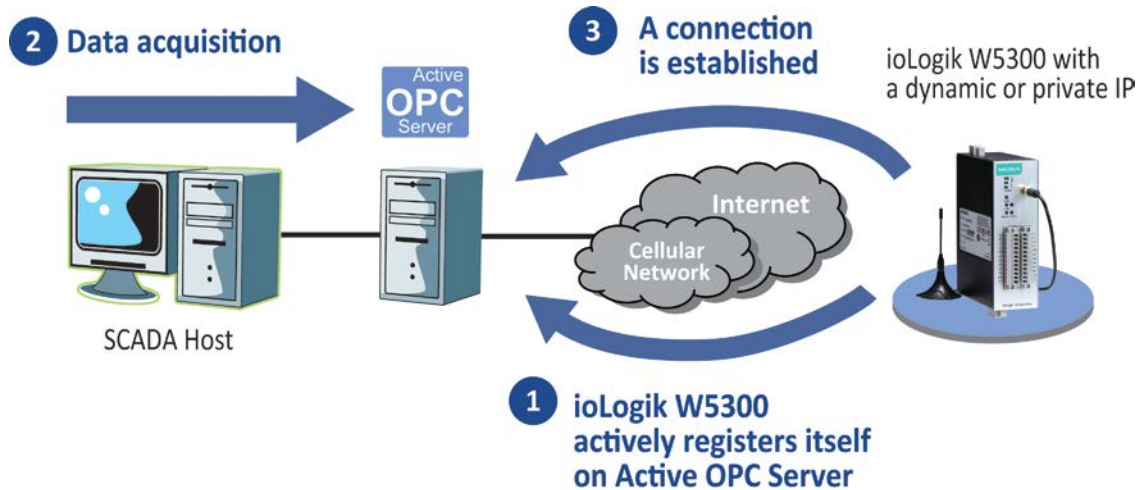 2 Data acquisition
Active
OPC
Server
3 A connection
is established
ioLogik W5300 with
a dynamic or private IP
MOXA
Internet
Cellular
Network
SCADA Host
1 ioLogik W5300
actively registers itself
on Active OPC Server